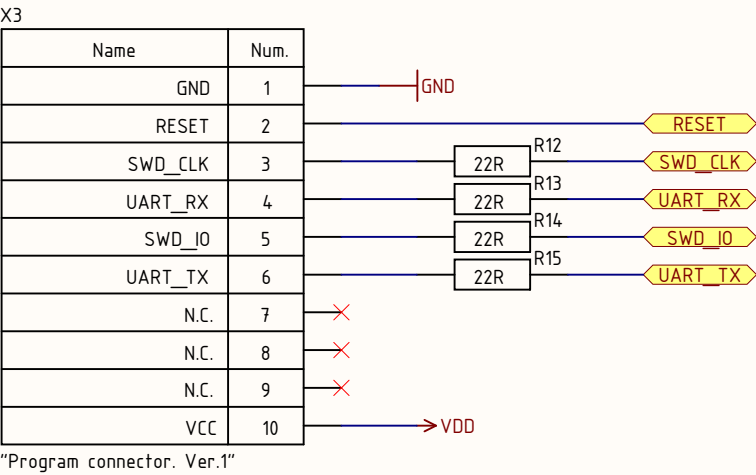 X3
Name Num.
GND 1 GND
RESET 2 RESET
SWD_CLK 3 22R R12 SWD_CLK
UART_RX 4 22R R13 UART_RX
SWD_IO 5 22R R14 SWD_IO
UART_TX 6 22R R15 UART_TX
N.C. 7
N.C. 8
N.C. 9
VCC 10 VDD
"Program connector. Ver.1"